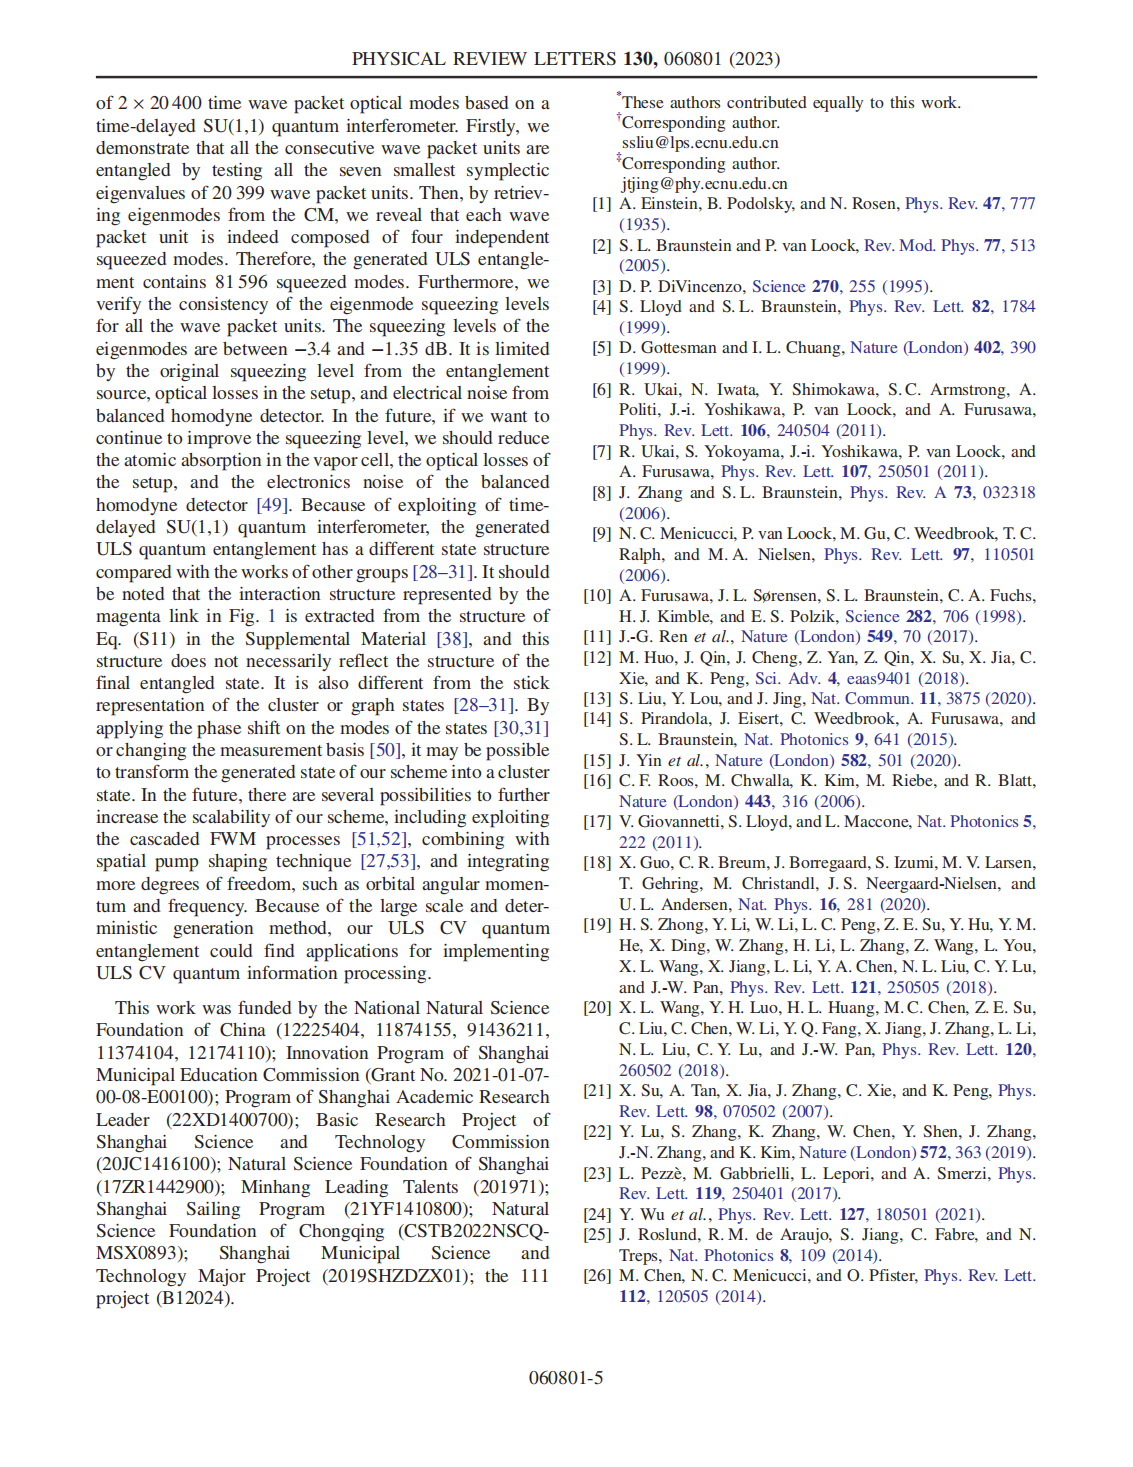 PHYSICAL REVIEW LETTERS 130, 060801 (2023)
of 2 × 20 400 time wave packet optical modes based on a
time-delayed SU(1,1) quantum interferometer. Firstly, we
demonstrate that all the consecutive wave packet units are
entangled by testing all the seven smallest symplectic
eigenvalues of 20 399 wave packet units. Then, by retriev-
ing eigenmodes from the CM, we reveal that each wave
packet unit is indeed composed of four independent
squeezed modes. Therefore, the generated ULS entangle-
ment contains 81 596 squeezed modes. Furthermore, we
verify the consistency of the eigenmode squeezing levels
for all the wave packet units. The squeezing levels of the
eigenmodes are between −3.4 and −1.35 dB. It is limited
by the original squeezing level from the entanglement
source, optical losses in the setup, and electrical noise from
balanced homodyne detector. In the future, if we want to
continue to improve the squeezing level, we should reduce
the atomic absorption in the vapor cell, the optical losses of
the setup, and the electronics noise of the balanced
homodyne detector [49]. Because of exploiting of time-
delayed SU(1,1) quantum interferometer, the generated
ULS quantum entanglement has a different state structure
compared with the works of other groups [28–31]. It should
be noted that the interaction structure represented by the
magenta link in Fig. 1 is extracted from the structure of
Eq. (S11) in the Supplemental Material [38], and this
structure does not necessarily reflect the structure of the
final entangled state. It is also different from the stick
representation of the cluster or graph states [28–31]. By
applying the phase shift on the modes of the states [30,31]
or changing the measurement basis [50], it may be possible
to transform the generated state of our scheme into a cluster
state. In the future, there are several possibilities to further
increase the scalability of our scheme, including exploiting
the cascaded FWM processes [51,52], combining with
spatial pump shaping technique [27,53], and integrating
more degrees of freedom, such as orbital angular momen-
tum and frequency. Because of the large scale and deter-
ministic generation method, our ULS CV quantum
entanglement could find applications for implementing
ULS CV quantum information processing.
This work was funded by the National Natural Science
Foundation of China (12225404, 11874155, 91436211,
11374104, 12174110); Innovation Program of Shanghai
Municipal Education Commission (Grant No. 2021-01-07-
00-08-E00100); Program of Shanghai Academic Research
Leader (22XD1400700); Basic Research Project of
Shanghai Science and Technology Commission
(20JC1416100); Natural Science Foundation of Shanghai
(17ZR1442900); Minhang Leading Talents (201971);
Shanghai Sailing Program (21YF1410800); Natural
Science Foundation of Chongqing (CSTB2022NSCQ-
MSX0893); Shanghai Municipal Science and
Technology Major Project (2019SHZDZX01); the 111
project (B12024).
*These authors contributed equally to this work.
†Corresponding author.
ssliu@lps.ecnu.edu.cn
‡Corresponding author.
jtjing@phy.ecnu.edu.cn
[1] A. Einstein, B. Podolsky, and N. Rosen, Phys. Rev. 47, 777
(1935).
[2] S. L. Braunstein and P. van Loock, Rev. Mod. Phys. 77, 513
(2005).
[3] D. P. DiVincenzo, Science 270, 255 (1995).
[4] S. Lloyd and S. L. Braunstein, Phys. Rev. Lett. 82, 1784
(1999).
[5] D. Gottesman and I. L. Chuang, Nature (London) 402, 390
(1999).
[6] R. Ukai, N. Iwata, Y. Shimokawa, S. C. Armstrong, A.
Politi, J.-i. Yoshikawa, P. van Loock, and A. Furusawa,
Phys. Rev. Lett. 106, 240504 (2011).
[7] R. Ukai, S. Yokoyama, J.-i. Yoshikawa, P. van Loock, and
A. Furusawa, Phys. Rev. Lett. 107, 250501 (2011).
[8] J. Zhang and S. L. Braunstein, Phys. Rev. A 73, 032318
(2006).
[9] N. C. Menicucci, P. van Loock, M. Gu, C. Weedbrook, T. C.
Ralph, and M. A. Nielsen, Phys. Rev. Lett. 97, 110501
(2006).
[10] A. Furusawa, J. L. Sørensen, S. L. Braunstein, C. A. Fuchs,
H. J. Kimble, and E. S. Polzik, Science 282, 706 (1998).
[11] J.-G. Ren et al., Nature (London) 549, 70 (2017).
[12] M. Huo, J. Qin, J. Cheng, Z. Yan, Z. Qin, X. Su, X. Jia, C.
Xie, and K. Peng, Sci. Adv. 4, eaas9401 (2018).
[13] S. Liu, Y. Lou, and J. Jing, Nat. Commun. 11, 3875 (2020).
[14] S. Pirandola, J. Eisert, C. Weedbrook, A. Furusawa, and
S. L. Braunstein, Nat. Photonics 9, 641 (2015).
[15] J. Yin et al., Nature (London) 582, 501 (2020).
[16] C. F. Roos, M. Chwalla, K. Kim, M. Riebe, and R. Blatt,
Nature (London) 443, 316 (2006).
[17] V. Giovannetti, S. Lloyd, and L. Maccone, Nat. Photonics 5,
222 (2011).
[18] X. Guo, C. R. Breum, J. Borregaard, S. Izumi, M. V. Larsen,
T. Gehring, M. Christandl, J. S. Neergaard-Nielsen, and
U. L. Andersen, Nat. Phys. 16, 281 (2020).
[19] H. S. Zhong, Y. Li, W. Li, L. C. Peng, Z. E. Su, Y. Hu, Y. M.
He, X. Ding, W. Zhang, H. Li, L. Zhang, Z. Wang, L. You,
X. L. Wang, X. Jiang, L. Li, Y. A. Chen, N. L. Liu, C. Y. Lu,
and J.-W. Pan, Phys. Rev. Lett. 121, 250505 (2018).
[20] X. L. Wang, Y. H. Luo, H. L. Huang, M. C. Chen, Z. E. Su,
C. Liu, C. Chen, W. Li, Y. Q. Fang, X. Jiang, J. Zhang, L. Li,
N. L. Liu, C. Y. Lu, and J.-W. Pan, Phys. Rev. Lett. 120,
260502 (2018).
[21] X. Su, A. Tan, X. Jia, J. Zhang, C. Xie, and K. Peng, Phys.
Rev. Lett. 98, 070502 (2007).
[22] Y. Lu, S. Zhang, K. Zhang, W. Chen, Y. Shen, J. Zhang,
J.-N. Zhang, and K. Kim, Nature (London) 572, 363 (2019).
[23] L. Pezzè, M. Gabbrielli, L. Lepori, and A. Smerzi, Phys.
Rev. Lett. 119, 250401 (2017).
[24] Y. Wu et al., Phys. Rev. Lett. 127, 180501 (2021).
[25] J. Roslund, R. M. de Araujo, S. Jiang, C. Fabre, and N.
Treps, Nat. Photonics 8, 109 (2014).
[26] M. Chen, N. C. Menicucci, and O. Pfister, Phys. Rev. Lett.
112, 120505 (2014).
060801-5